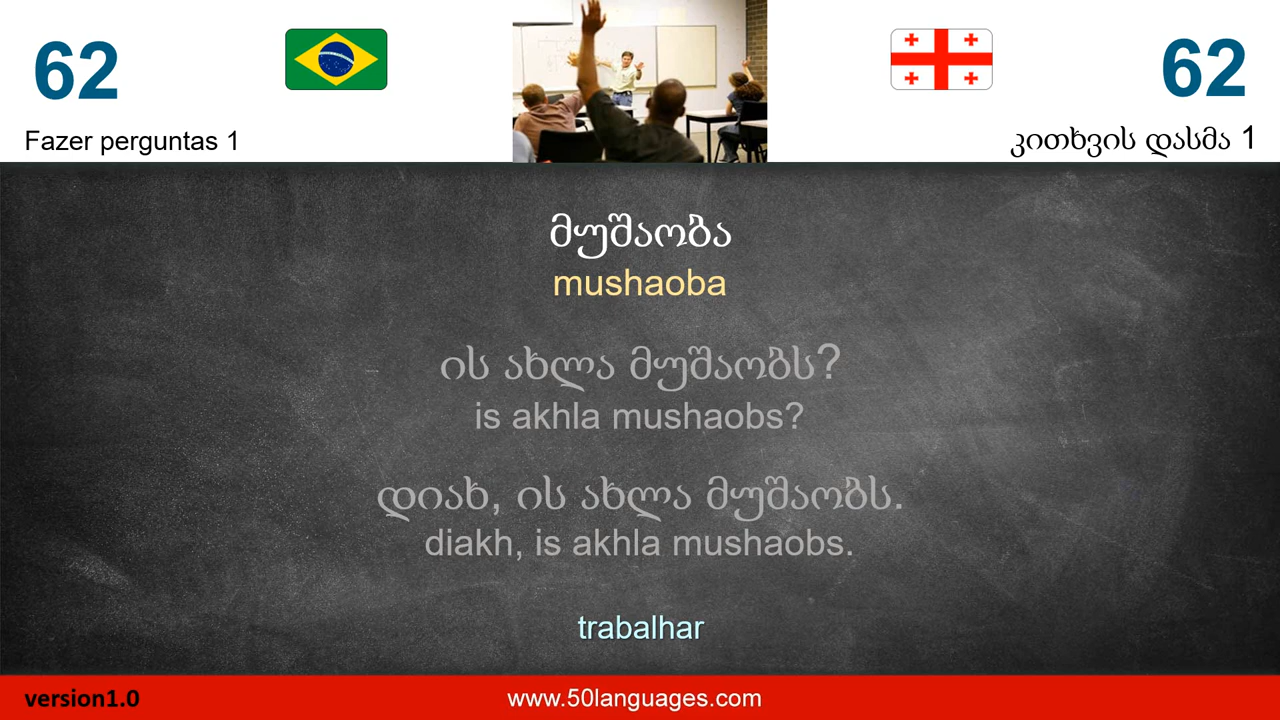 62
62
Fazer perguntas 1
კითხვის დასმა 1
მუშაობა
mushaoba
ის ახლა მუშაობს?
is akhla mushaobs?
დიახ, ის ახლა მუშაობს.
diakh, is akhla mushaobs.
trabalhar
version1.0
www.50languages.com